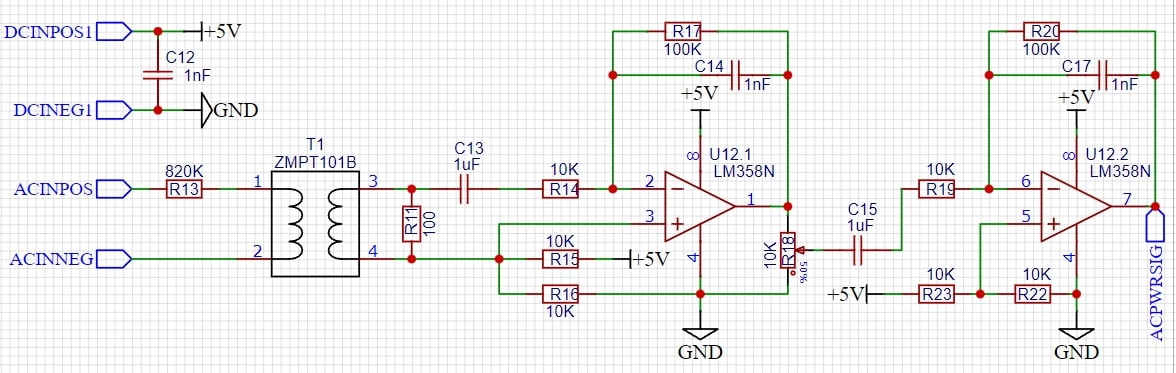 DCINPOS1
+5V
C12
1nF
DCINEG1
GND
R17
100K
C14
1nF
+5V
R20
100K
C17
1nF
+5V
T1
ZMPT101B
ACINPOS
820K
R13
1
3
ACINNEG
2
4
R11
100
C13
1uF
10K
R14
8
U12.1
LM358N
2
3
1
4
10K
R15
+5V
R16
10K
GND
10K
R18
50%
C15
1uF
10K
R19
8
U12.2
LM358N
6
5
7
4
+5V
10K
R23
10K
R22
GND
ACPWRSIG